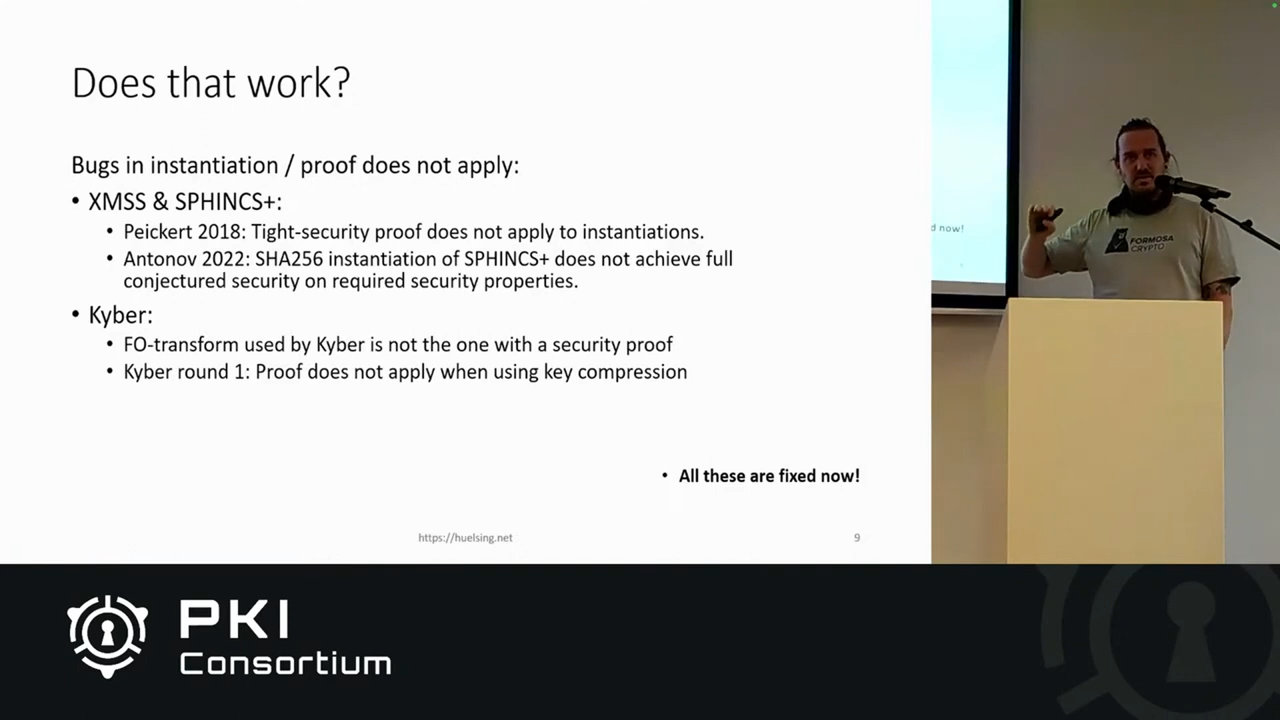 Does that work?
Bugs in instantiation / proof does not apply:
• XMSS & SPHINCS+:
• Peickert 2018: Tight-security proof does not apply to instantiations.
• Antonov 2022: SHA256 instantiation of SPHINCS+ does not achieve full
conjectured security on required security properties.
• Kyber:
• FO-transform used by Kyber is not the one with a security proof
• Kyber round 1: Proof does not apply when using key compression
• All these are fixed now!
https://huelsing.net
9
d now!
FORMOSA
CRYPTO
PKI
Consortium